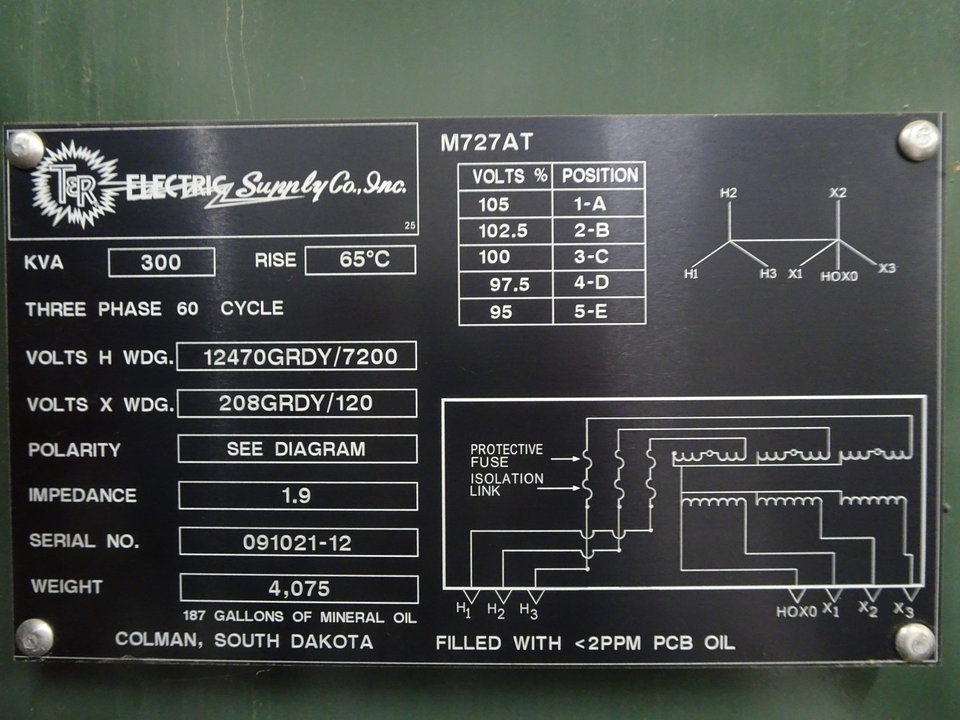 T&R ELECTRIC Supply Co., Inc.
25
KVA 300 RISE 65°C
THREE PHASE 60 CYCLE
VOLTS H WDG. 12470GRDY/7200
VOLTS X WDG. 208GRDY/120
POLARITY SEE DIAGRAM
IMPEDANCE 1.9
SERIAL NO. 091021-12
WEIGHT 4,075
187 GALLONS OF MINERAL OIL
COLMAN, SOUTH DAKOTA
M727AT
VOLTS % POSITION
105 1-A
102.5 2-B
100 3-C
97.5 4-D
95 5-E
H2 X2
H1 H3 X1 HOX0 X3
PROTECTIVE
FUSE
ISOLATION
LINK
H1 H2 H3 HOX0 X1 X2 X3
FILLED WITH <2PPM PCB OIL